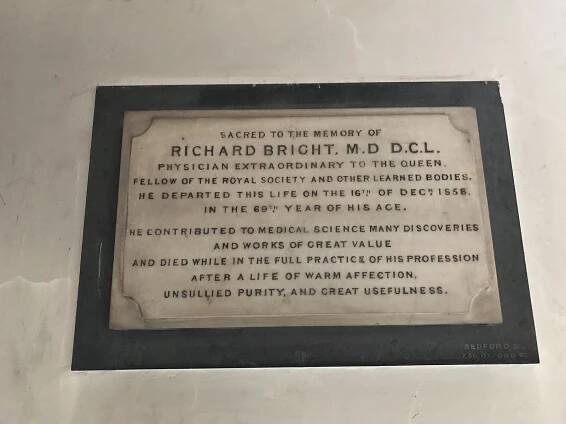 SACRED TO THE MEMORY OF
RICHARD BRIGHT, M.D D.C.L.
PHYSICIAN EXTRAORDINARY TO THE QUEEN,
FELLOW OF THE ROYAL SOCIETY AND OTHER LEARNED BODIES.
HE DEPARTED THIS LIFE ON THE 16TH OF DECR 1858,
IN THE 69TH YEAR OF HIS AGE.
HE CONTRIBUTED TO MEDICAL SCIENCE MANY DISCOVERIES
AND WORKS OF GREAT VALUE
AND DIED WHILE IN THE FULL PRACTICE OF HIS PROFESSION
AFTER A LIFE OF WARM AFFECTION,
UNSULLIED PURITY, AND GREAT USEFULNESS.
BEDFORD